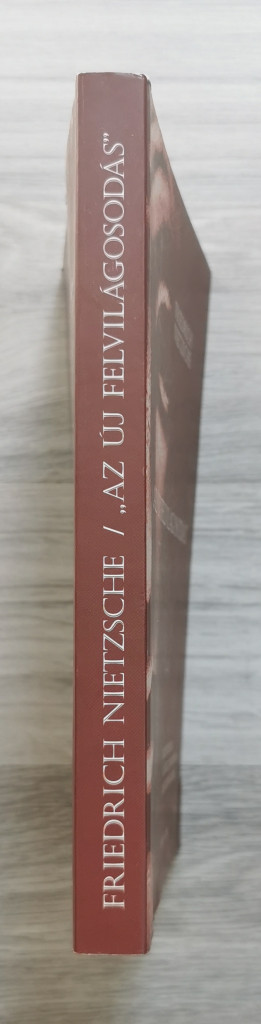 FRIEDRICH NIETZSCHE / „AZ ÚJ FELVILÁGOSODÁS”